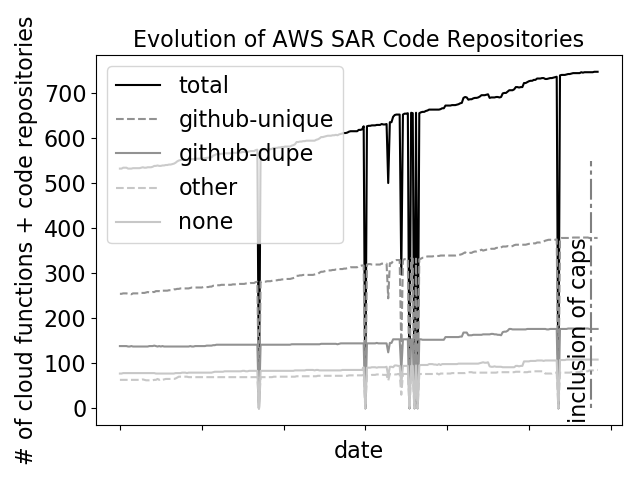 Evolution of AWS SAR Code Repositories
# of cloud functions + code repositories
700
600
500
400
300
200
100
0
total
github-unique
github-dupe
other
none
inclusion of caps
date